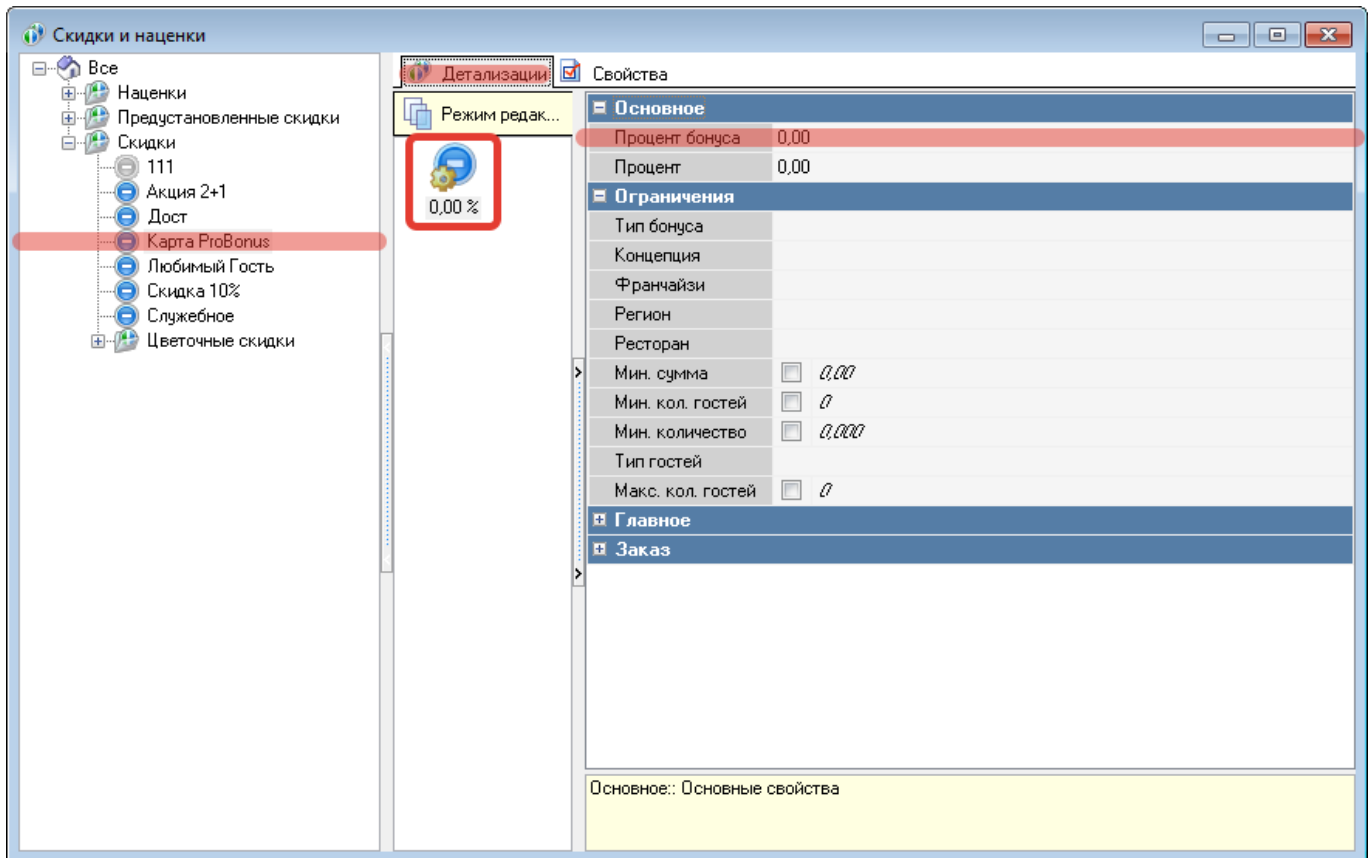 Скидки и наценки
Все
Наценки
Предустановленные скидки
Скидки
111
Акция 2+1
Дост
Карта ProBonus
Любимый Гость
Скидка 10%
Служебное
Цветочные скидки
Детализации
Свойства
Режим редак...
0,00 %
Основное
Процент бонуса 0,00
Процент 0,00
Ограничения
Тип бонуса
Концепция
Франчайзи
Регион
Ресторан
Мин. сумма 0,00
Мин. кол. гостей 0
Мин. количество 0,000
Тип гостей
Макс. кол. гостей 0
Главное
Заказ
Основное:: Основные свойства